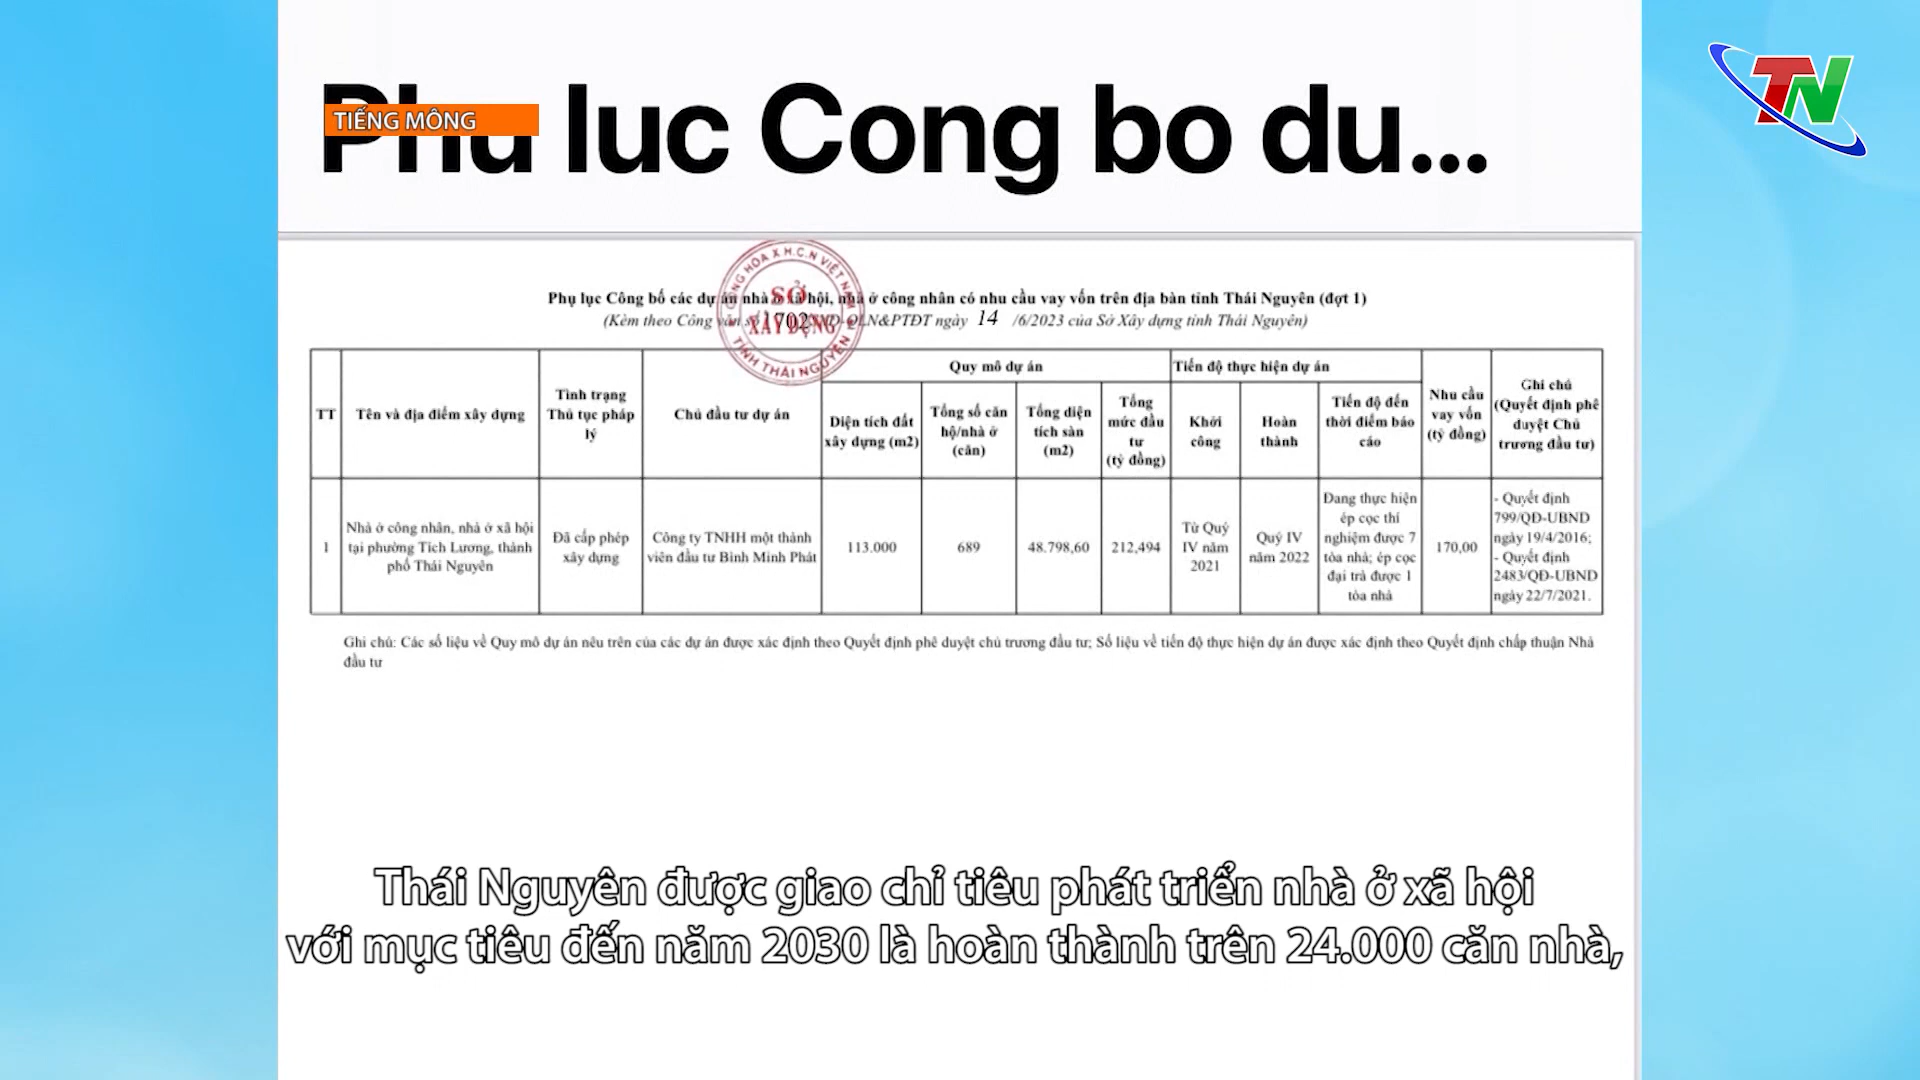 TN
Phu luc Cong bo du...
TIẾNG MÔNG
CỘNG HÒA X.H.C.N VIỆT NAM
SỞ
XÂY DỰNG
TỈNH THÁI NGUYÊN
Phụ lục Công bố các dự án nhà ở xã hội, nhà ở công nhân có nhu cầu vay vốn trên địa bàn tỉnh Thái Nguyên (đợt 1)
(Kèm theo Công văn số 1702 /QLN&PTĐT ngày 14 /6/2023 của Sở Xây dựng tỉnh Thái Nguyên)
TT
Tên và địa điểm xây dựng
Tình trạng
Thủ tục pháp
lý
Chủ đầu tư dự án
Quy mô dự án
Diện tích đất
xây dựng (m2)
Tổng số căn
hộ/nhà ở
(căn)
Tổng diện
tích sàn
(m2)
Tổng
mức đầu
tư
(tỷ đồng)
Tiến độ thực hiện dự án
Khởi
công
Hoàn
thành
Tiến độ đến
thời điểm báo
cáo
Nhu cầu
vay vốn
(tỷ đồng)
Ghi chú
(Quyết định phê
duyệt Chủ
trương đầu tư)
1
Nhà ở công nhân, nhà ở xã hội
tại phường Tích Lương, thành
phố Thái Nguyên
Đã cấp phép
xây dựng
Công ty TNHH một thành
viên đầu tư Bình Minh Phát
113.000
689
48.798,60
212,494
Từ Quý
IV năm
2021
Quý IV
năm 2022
Đang thực hiện
ép cọc thí
nghiệm được 7
tòa nhà; ép cọc
đại trà được 1
tòa nhà
170,00
- Quyết định
799/QĐ-UBND
ngày 19/4/2016;
- Quyết định
2483/QĐ-UBND
ngày 22/7/2021.
Ghi chú: Các số liệu về Quy mô dự án nêu trên của các dự án được xác định theo Quyết định phê duyệt chủ trương đầu tư; Số liệu về tiến độ thực hiện dự án được xác định theo Quyết định chấp thuận Nhà
đầu tư
Thái Nguyên được giao chỉ tiêu phát triển nhà ở xã hội
với mục tiêu đến năm 2030 là hoàn thành trên 24.000 căn nhà,